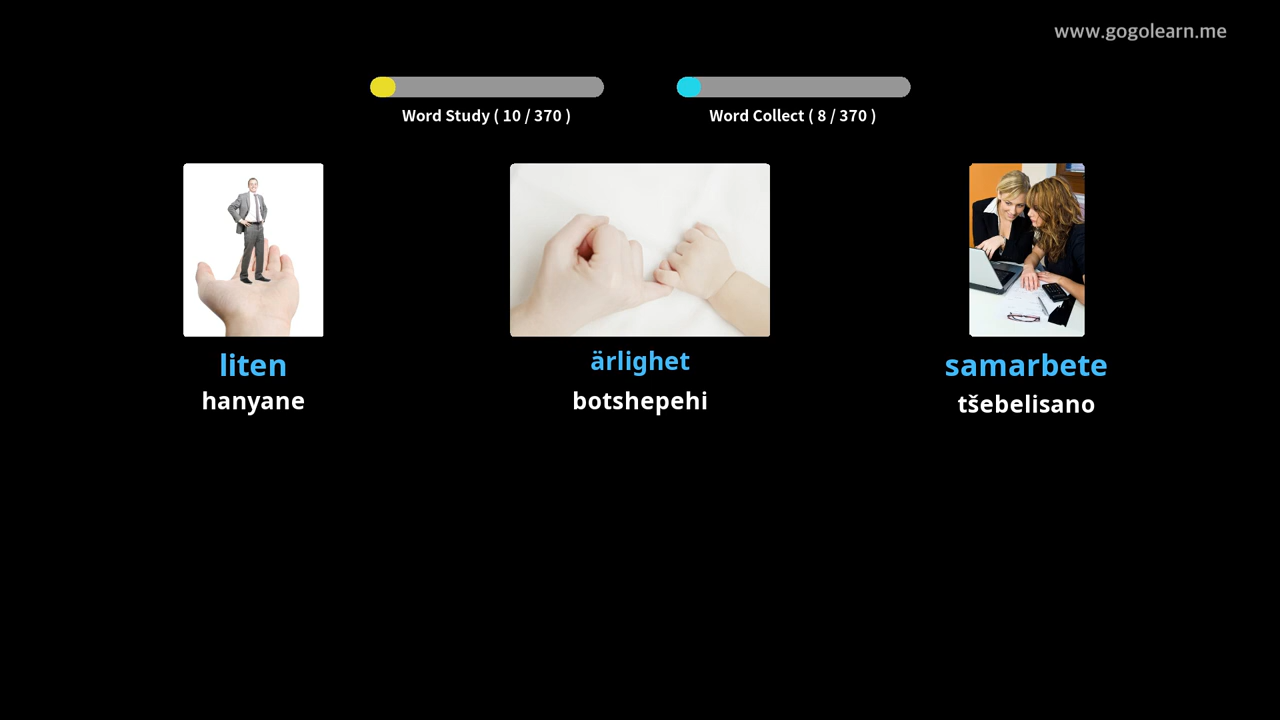 www.gogolearn.me
Word Study ( 10 / 370 )
Word Collect ( 8 / 370 )
liten
hanyane
ärlighet
botshepehi
samarbete
tšebelisano